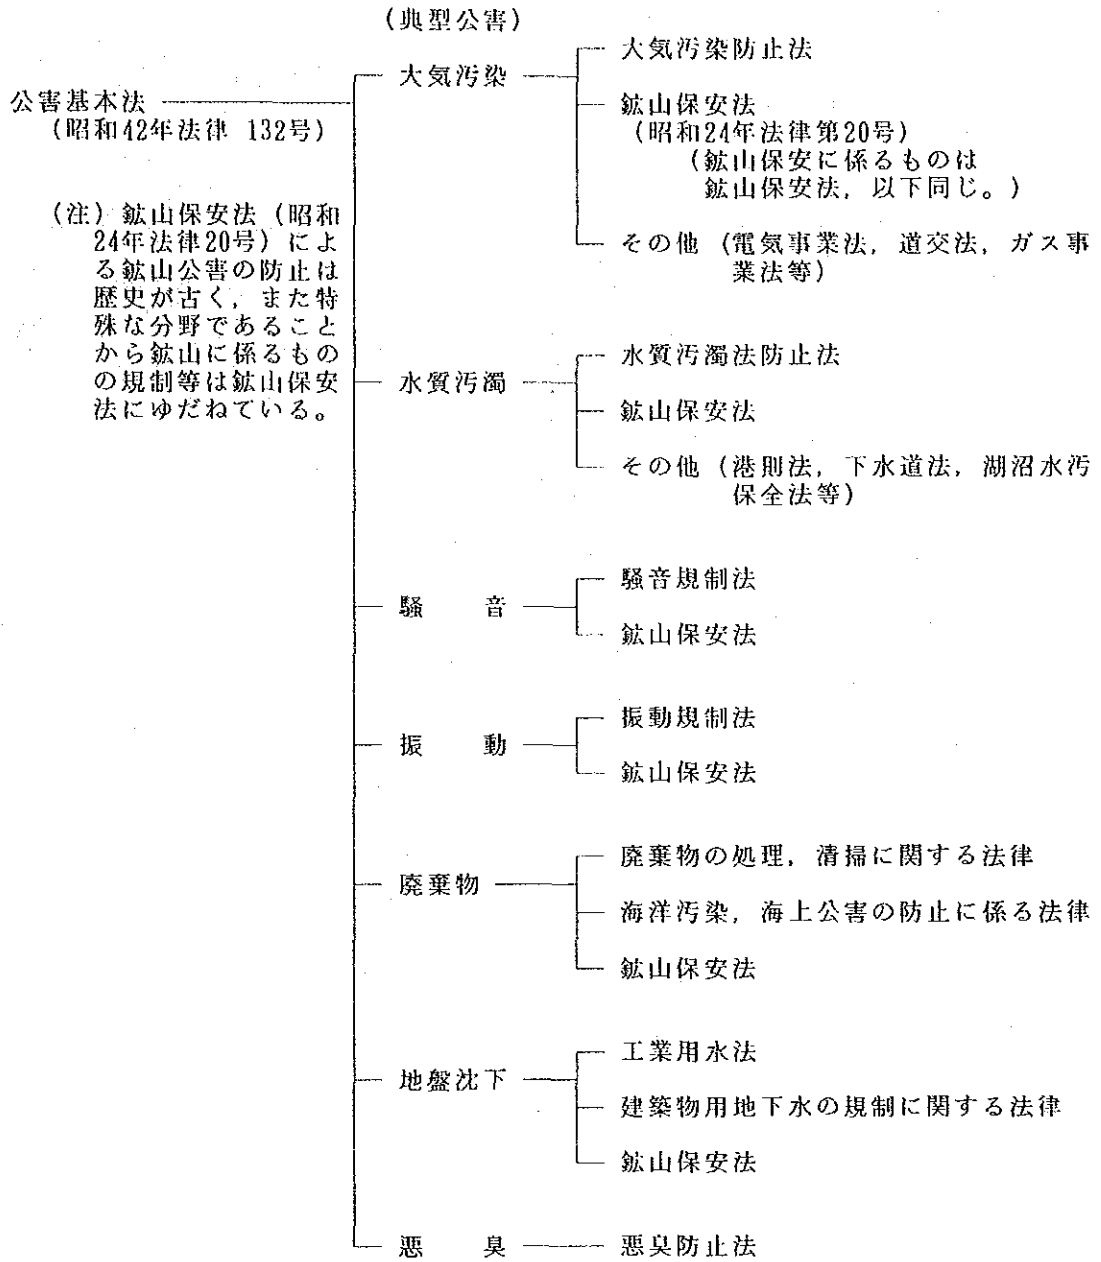 (典型公害)
公害基本法
(昭和42年法律 132号)
(注) 鉱山保安法 (昭和
24年法律20号) によ
る鉱山公害の防止は
歴史が古く, また特
殊な分野であること
から鉱山に係るもの
の規制等は鉱山保安
法にゆだねている。
大気汚染
大気汚染防止法
鉱山保安法
(昭和24年法律第20号)
(鉱山保安に係るものは
鉱山保安法, 以下同じ。)
その他 (電気事業法, 道交法, ガス事
業法等)
水質汚濁
水質汚濁法防止法
鉱山保安法
その他 (港則法, 下水道法, 湖沼水汚
保全法等)
騒 音
騒音規制法
鉱山保安法
振 動
振動規制法
鉱山保安法
廃棄物
廃棄物の処理, 清掃に関する法律
海洋汚染, 海上公害の防止に係る法律
鉱山保安法
地盤沈下
工業用水法
建築物用地下水の規制に関する法律
鉱山保安法
悪 臭
悪臭防止法